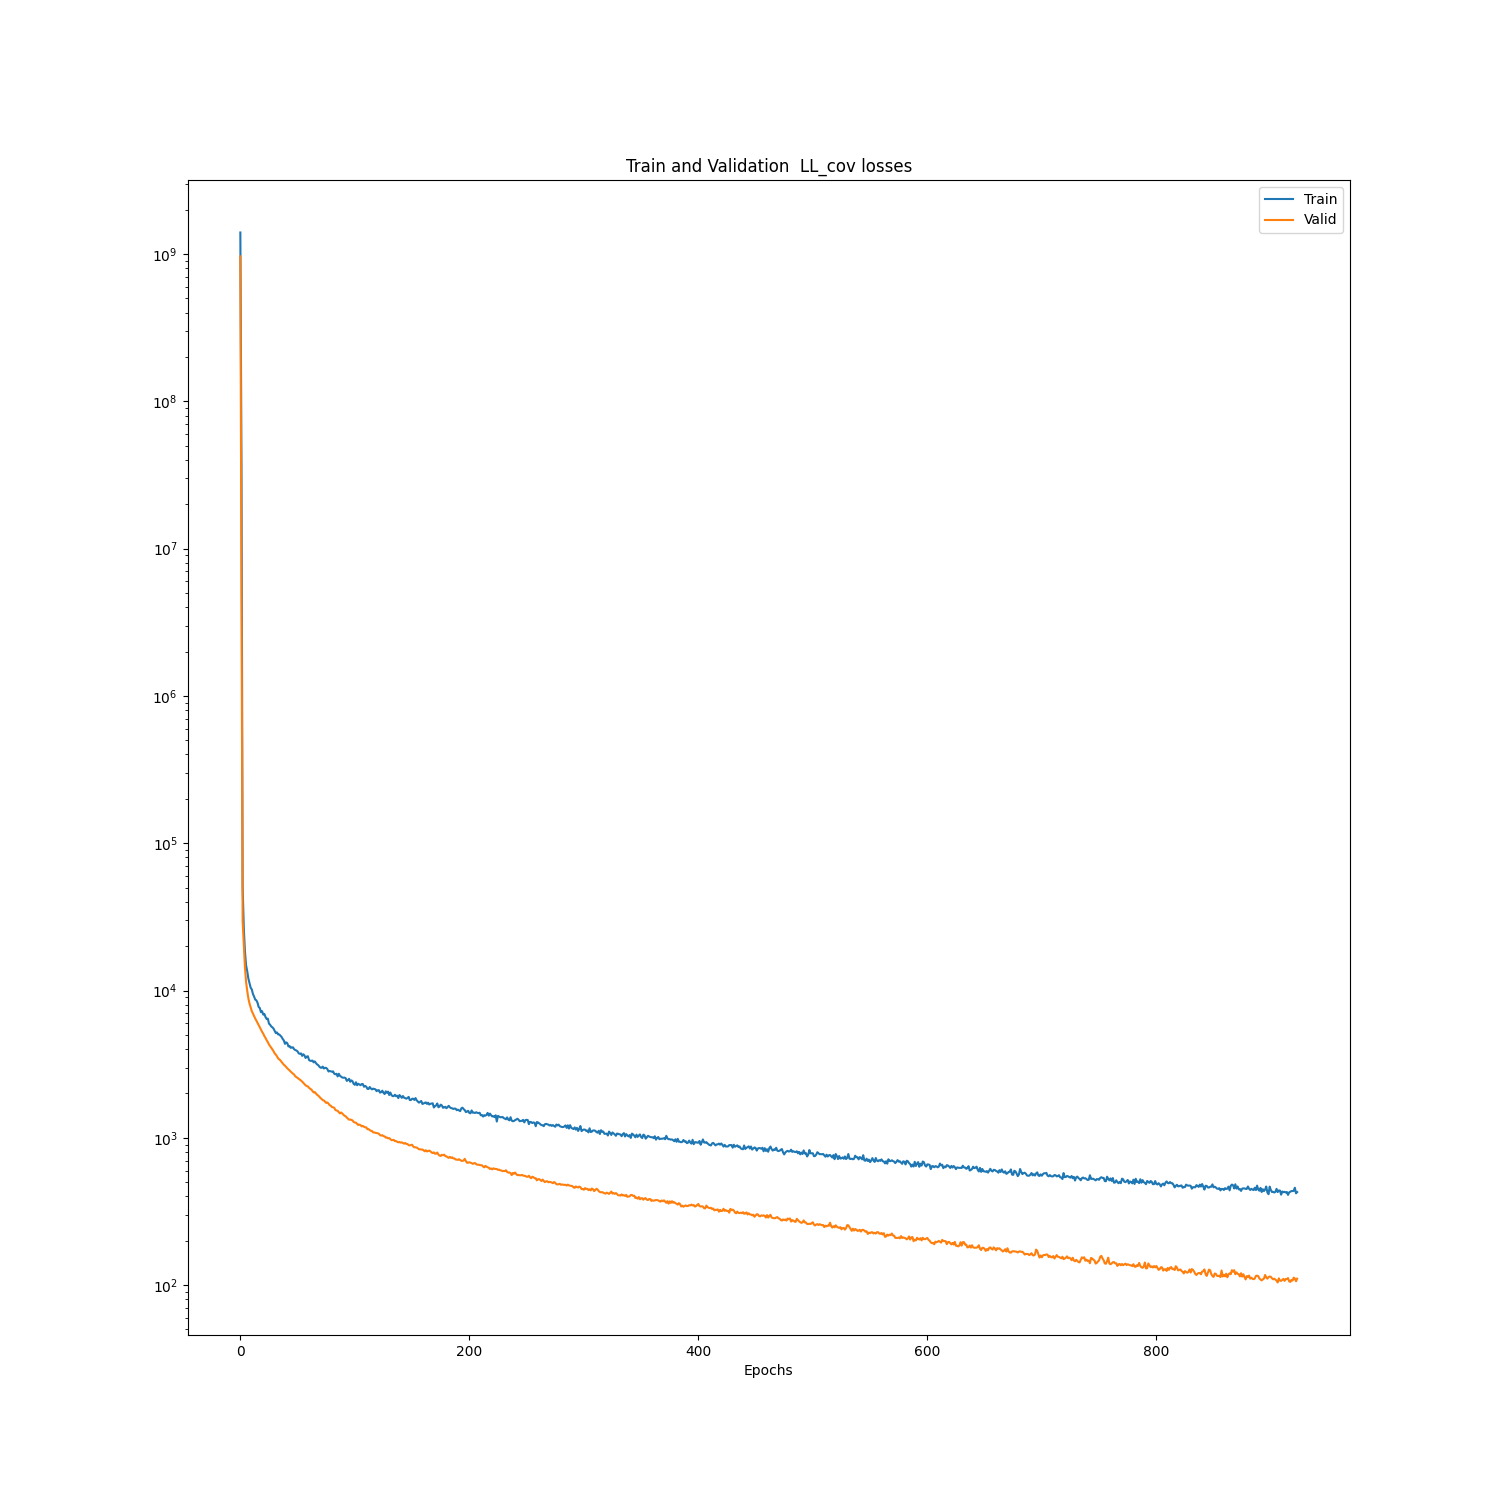 Train and Validation  LL_cov losses
Train
Valid
10⁹
10⁸
10⁷
10⁶
10⁵
10⁴
10³
10²
0 200 400 600 800
Epochs